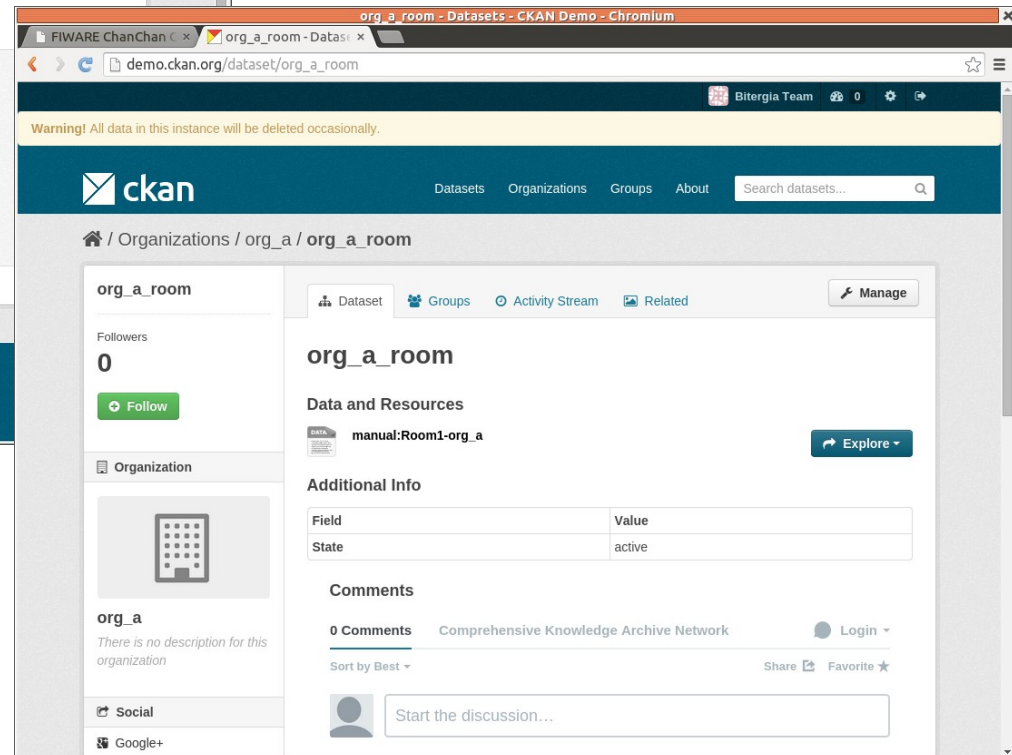 org_a_room - Datasets - CKAN Demo - Chromium
FIWARE ChanChan
org_a_room - Datase
demo.ckan.org/dataset/org_a_room
Bitergia Team 0
Warning! All data in this instance will be deleted occasionally.
ckan
Datasets Organizations Groups About Search datasets...
/ Organizations / org_a / org_a_room
org_a_room
Followers
0
Follow
Organization
org_a
There is no description for this
organization
Social
Google+
Dataset Groups Activity Stream Related
Manage
org_a_room
Data and Resources
DATA
manual:Room1-org_a
Explore
Additional Info
Field Value
State active
Comments
0 Comments Comprehensive Knowledge Archive Network Login
Sort by Best Share Favorite
Start the discussion…